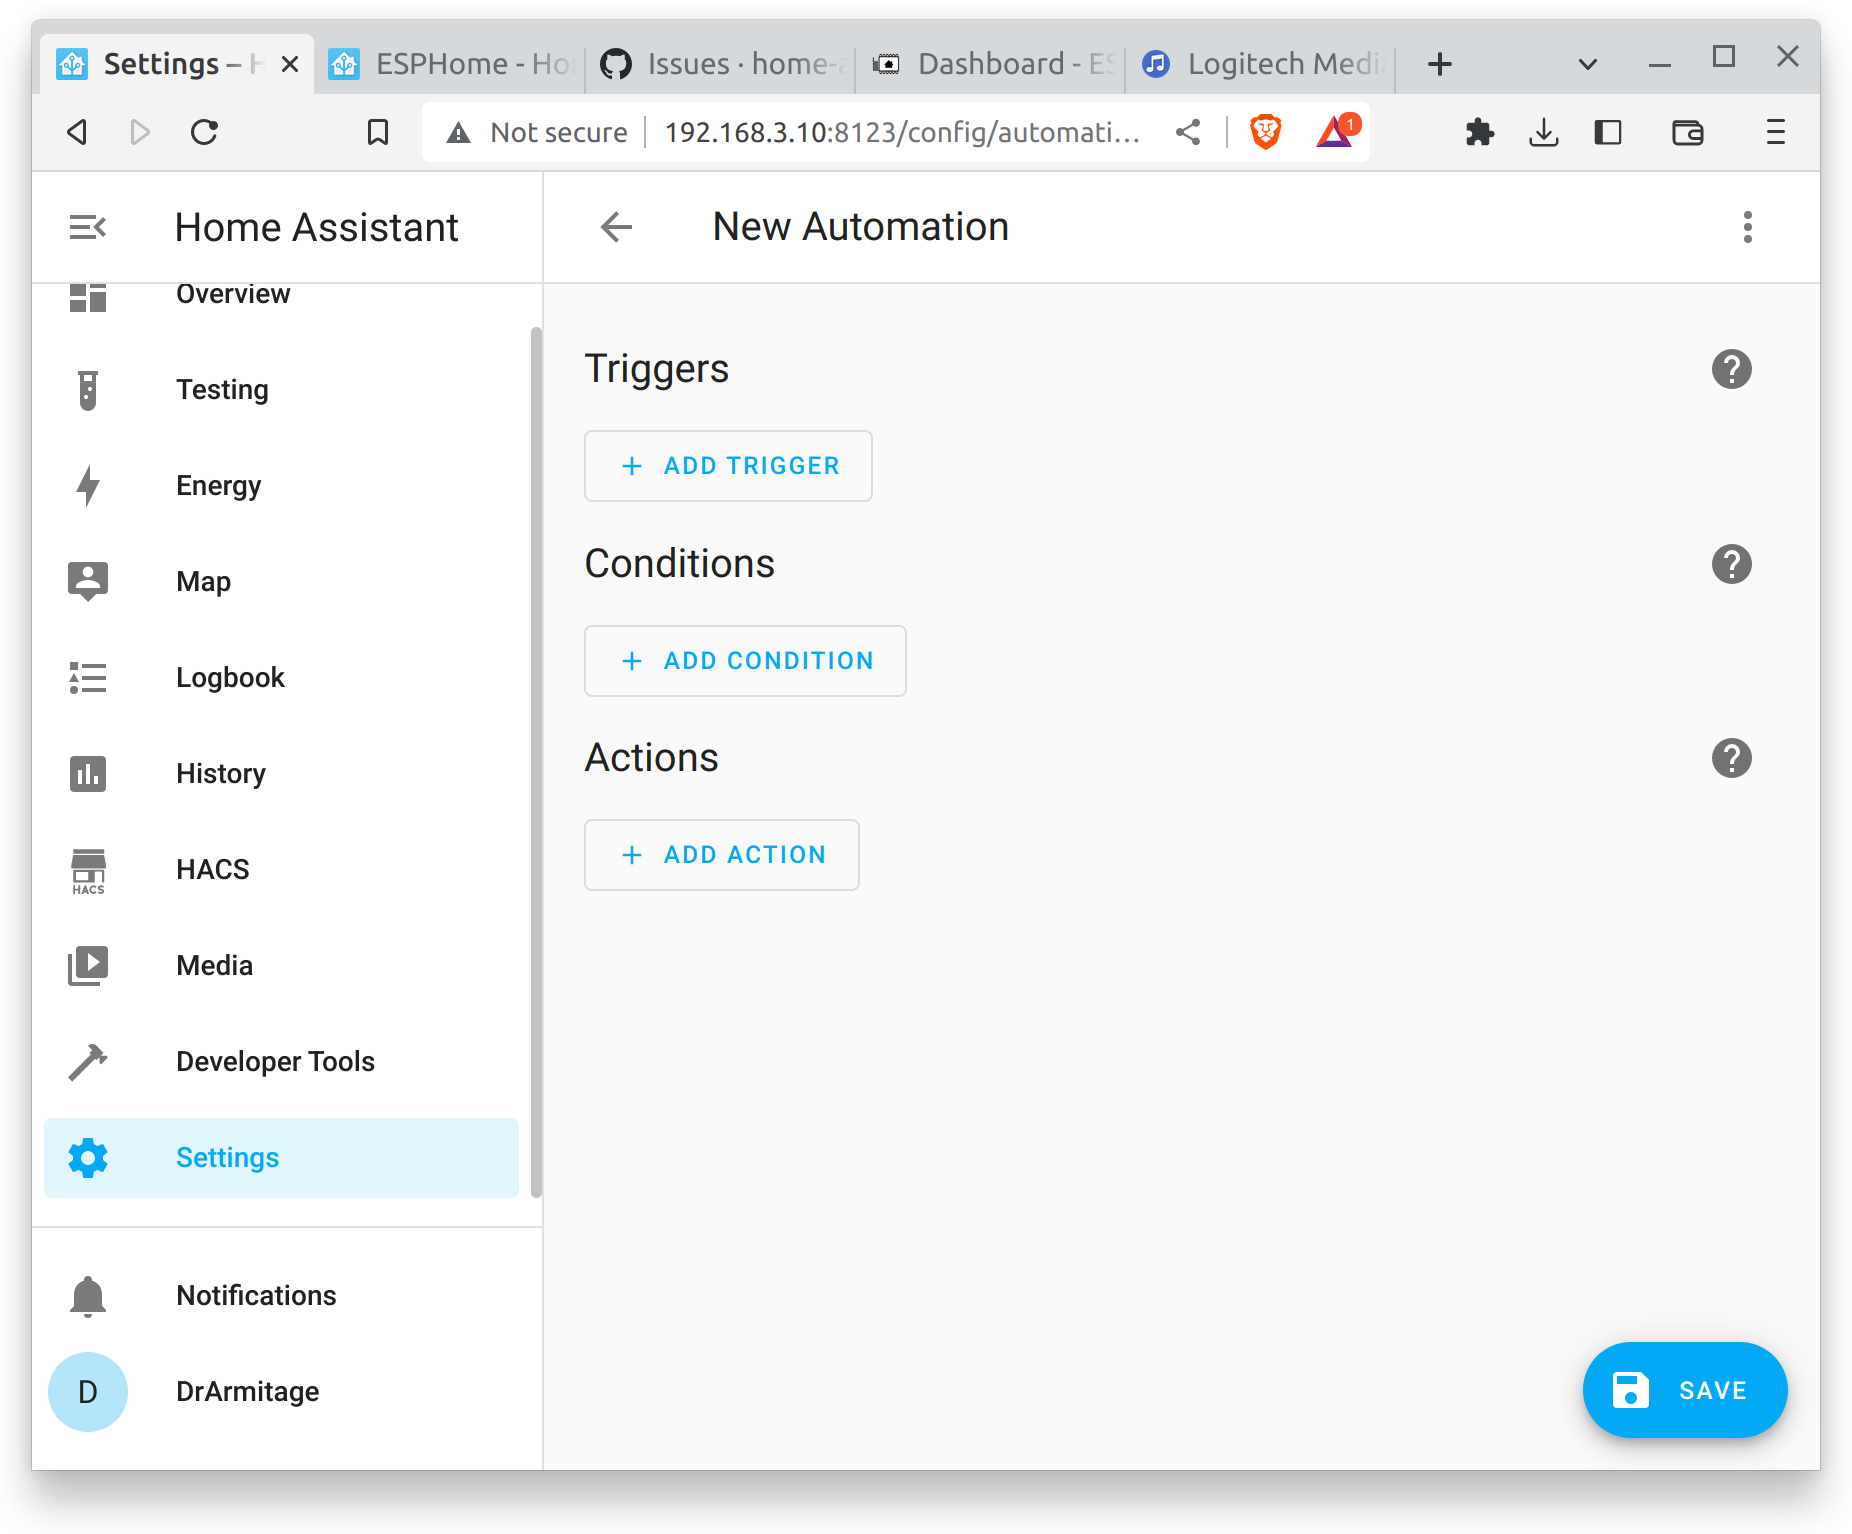 Settings – H
ESPHome - Ho
Issues · home-a
Dashboard - ES
Logitech Media
Not secure
192.168.3.10:8123/config/automati...
1
Home Assistant
New Automation
Overview
Testing
Energy
Map
Logbook
History
HACS
HACS
Media
Developer Tools
Settings
Notifications
D
DrArmitage
Triggers
?
+ ADD TRIGGER
Conditions
?
+ ADD CONDITION
Actions
?
+ ADD ACTION
SAVE